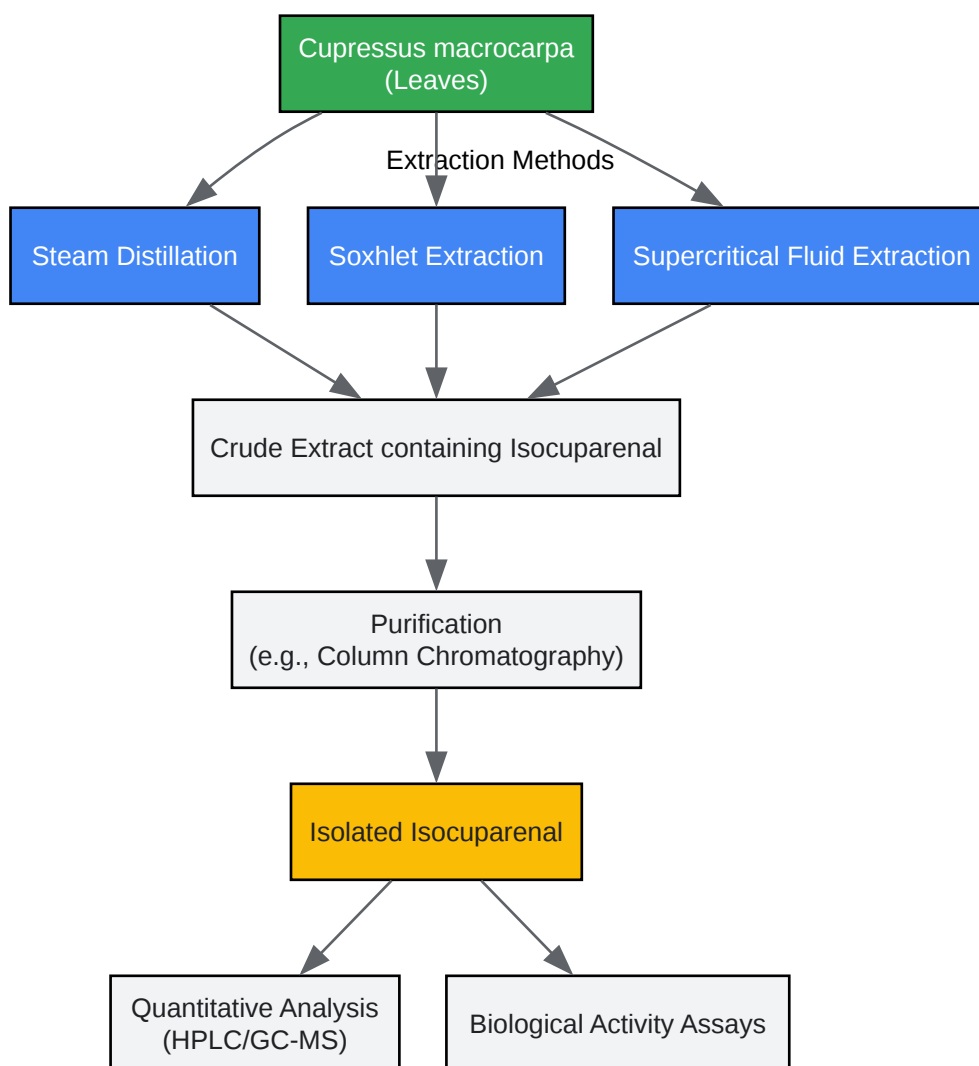 Cupressus macrocarpa
(Leaves)
Extraction Methods
Steam Distillation
Soxhlet Extraction
Supercritical Fluid Extraction
Crude Extract containing Isocuparenal
Purification
(e.g., Column Chromatography)
Isolated Isocuparenal
Quantitative Analysis
(HPLC/GC-MS)
Biological Activity Assays